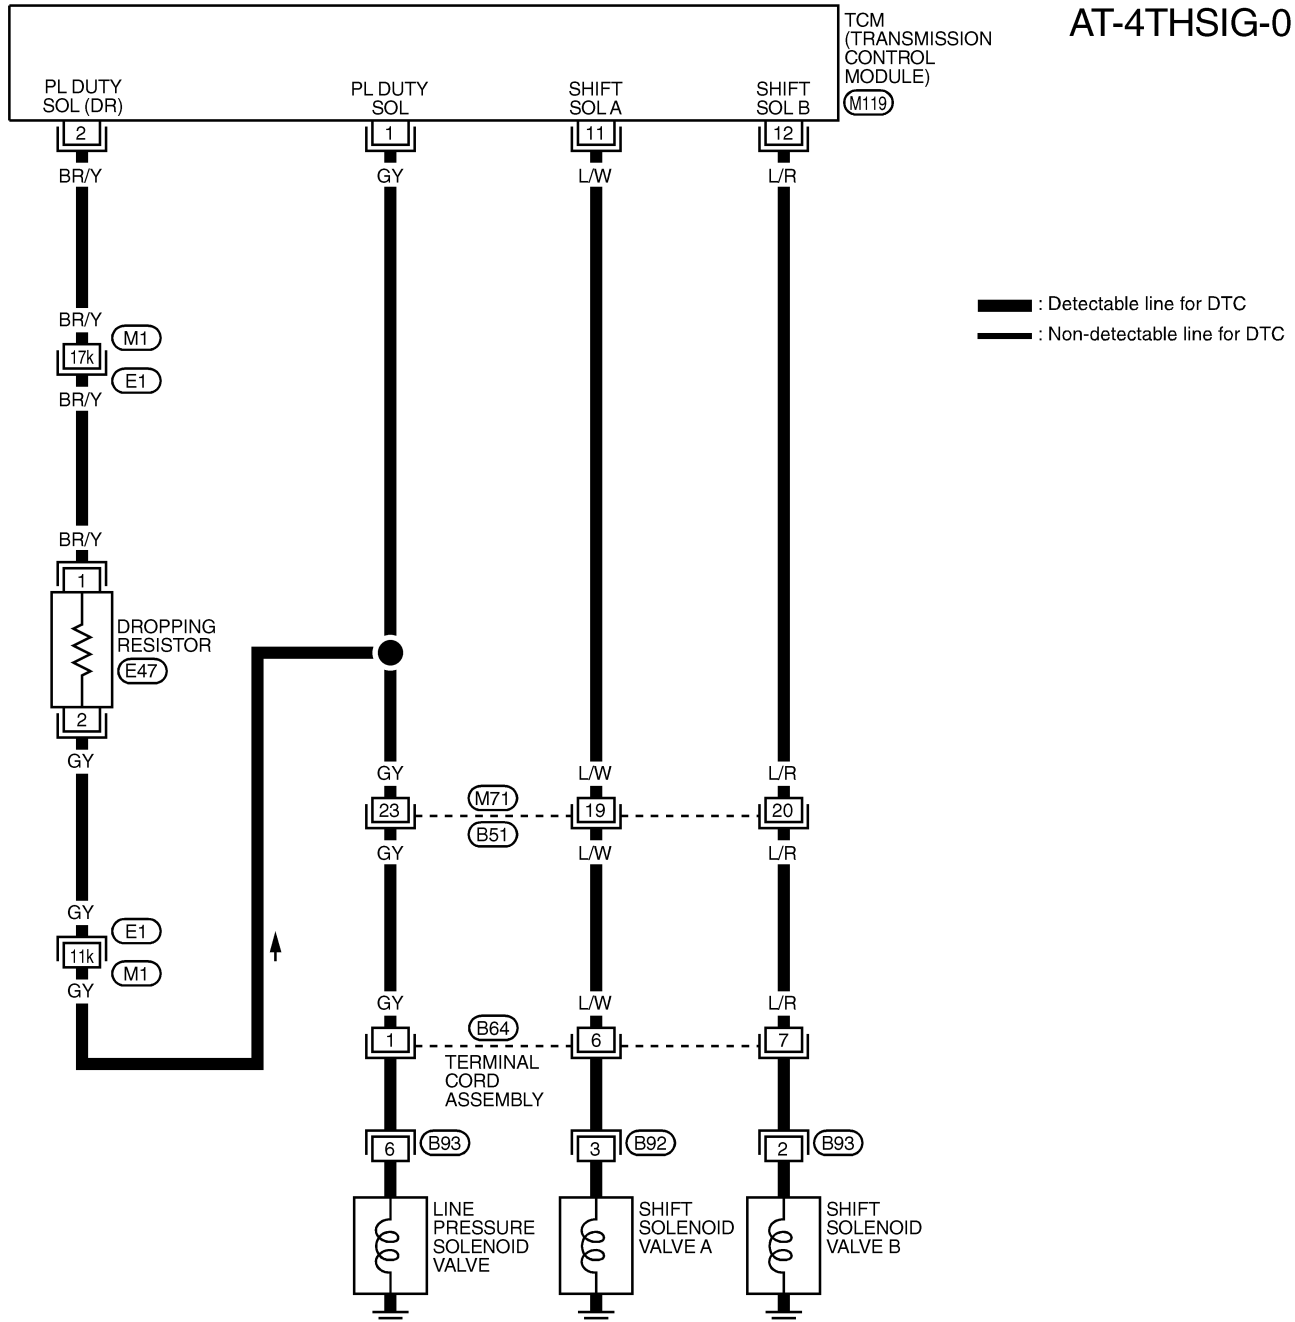 AT-4THSIG-0
TCM
(TRANSMISSION
CONTROL
MODULE)
M119
PL DUTY
SOL (DR)
PL DUTY
SOL
SHIFT
SOL A
SHIFT
SOL B
2
1
11
12
BR/Y
GY
L/W
L/R
: Detectable line for DTC
: Non-detectable line for DTC
BR/Y
M1
17k
E1
BR/Y
BR/Y
1
DROPPING
RESISTOR
E47
2
GY
GY
L/W
L/R
M71
23
19
20
B51
GY
L/W
L/R
GY
E1
11k
M1
GY
GY
L/W
L/R
B64
1
6
7
TERMINAL
CORD
ASSEMBLY
6
B93
3
B92
2
B93
LINE
PRESSURE
SOLENOID
VALVE
SHIFT
SOLENOID
VALVE A
SHIFT
SOLENOID
VALVE B